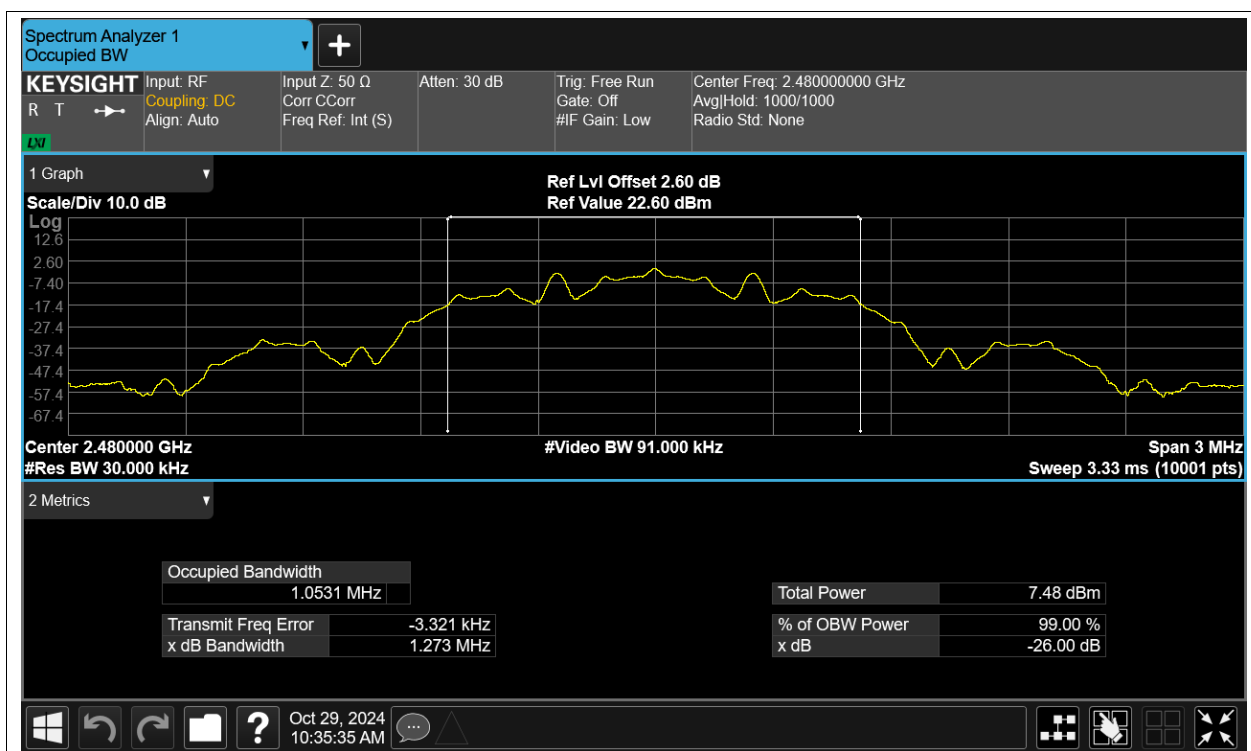 Spectrum Analyzer 1
Occupied BW
+
KEYSIGHT
R T
LXI
Input: RF
Coupling: DC
Align: Auto
Input Z: 50 Ω
Corr CCorr
Freq Ref: Int (S)
Atten: 30 dB
Trig: Free Run
Gate: Off
#IF Gain: Low
Center Freq: 2.480000000 GHz
Avg|Hold: 1000/1000
Radio Std: None
1 Graph
Scale/Div 10.0 dB
Ref Lvl Offset 2.60 dB
Ref Value 22.60 dBm
Log
12.6
2.60
-7.40
-17.4
-27.4
-37.4
-47.4
-57.4
-67.4
Center 2.480000 GHz
#Video BW 91.000 kHz
Span 3 MHz
#Res BW 30.000 kHz
Sweep 3.33 ms (10001 pts)
2 Metrics
Occupied Bandwidth
1.0531 MHz
Transmit Freq Error -3.321 kHz
x dB Bandwidth 1.273 MHz
Total Power 7.48 dBm
% of OBW Power 99.00 %
x dB -26.00 dB
?
Oct 29, 2024
10:35:35 AM